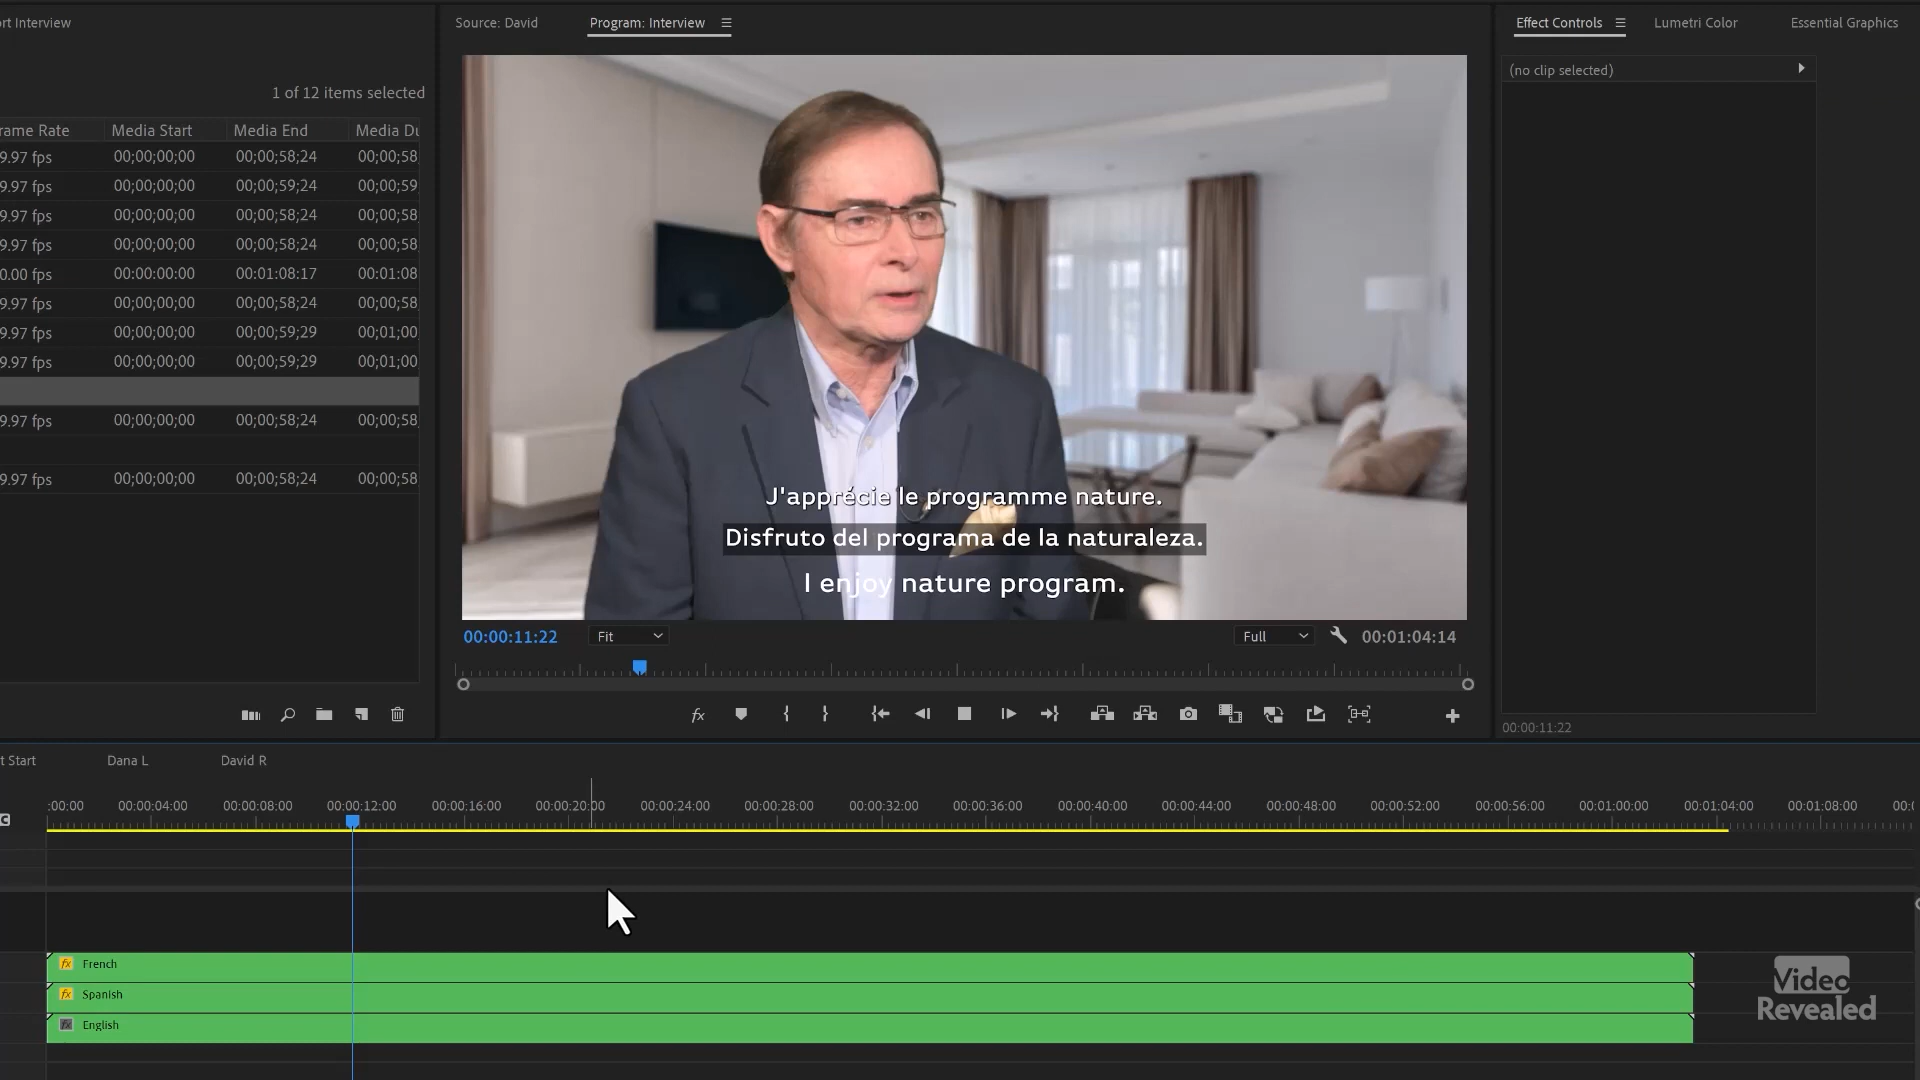 rt Interview
Source: David
Program: Interview
Effect Controls
Lumetri Color
Essential Graphics
(no clip selected)
1 of 12 items selected
rame Rate Media Start Media End Media Du
9.97 fps 00;00;00;00 00;00;58;24 00;00;58
9.97 fps 00;00;00;00 00;00;59;24 00;00;59
9.97 fps 00;00;00;00 00;00;58;24 00;00;58
9.97 fps 00;00;00;00 00;00;58;24 00;00;58
0.00 fps 00:00:00:00 00:01:08:17 00:01:08
9.97 fps 00;00;00;00 00;00;58;24 00;00;58
9.97 fps 00;00;00;00 00;00;59;29 00;01;00
9.97 fps 00;00;00;00 00;00;59;29 00;01;00
9.97 fps 00;00;00;00 00;00;58;24 00;00;58
9.97 fps 00;00;00;00 00;00;58;24 00;00;58
J'apprécie le programme nature.
Disfruto del programa de la naturaleza.
I enjoy nature program.
00:00:11:22
Fit
Full
00:01:04:14
fx
00:00:11:22
t Start
Dana L
David R
:00:00 00:00:04:00 00:00:08:00 00:00:12:00 00:00:16:00 00:00:20:00 00:00:24:00 00:00:28:00 00:00:32:00 00:00:36:00 00:00:40:00 00:00:44:00 00:00:48:00 00:00:52:00 00:00:56:00 00:01:00:00 00:01:04:00 00:01:08:00 00:0
fx French
fx Spanish
fx English
Video
Revealed